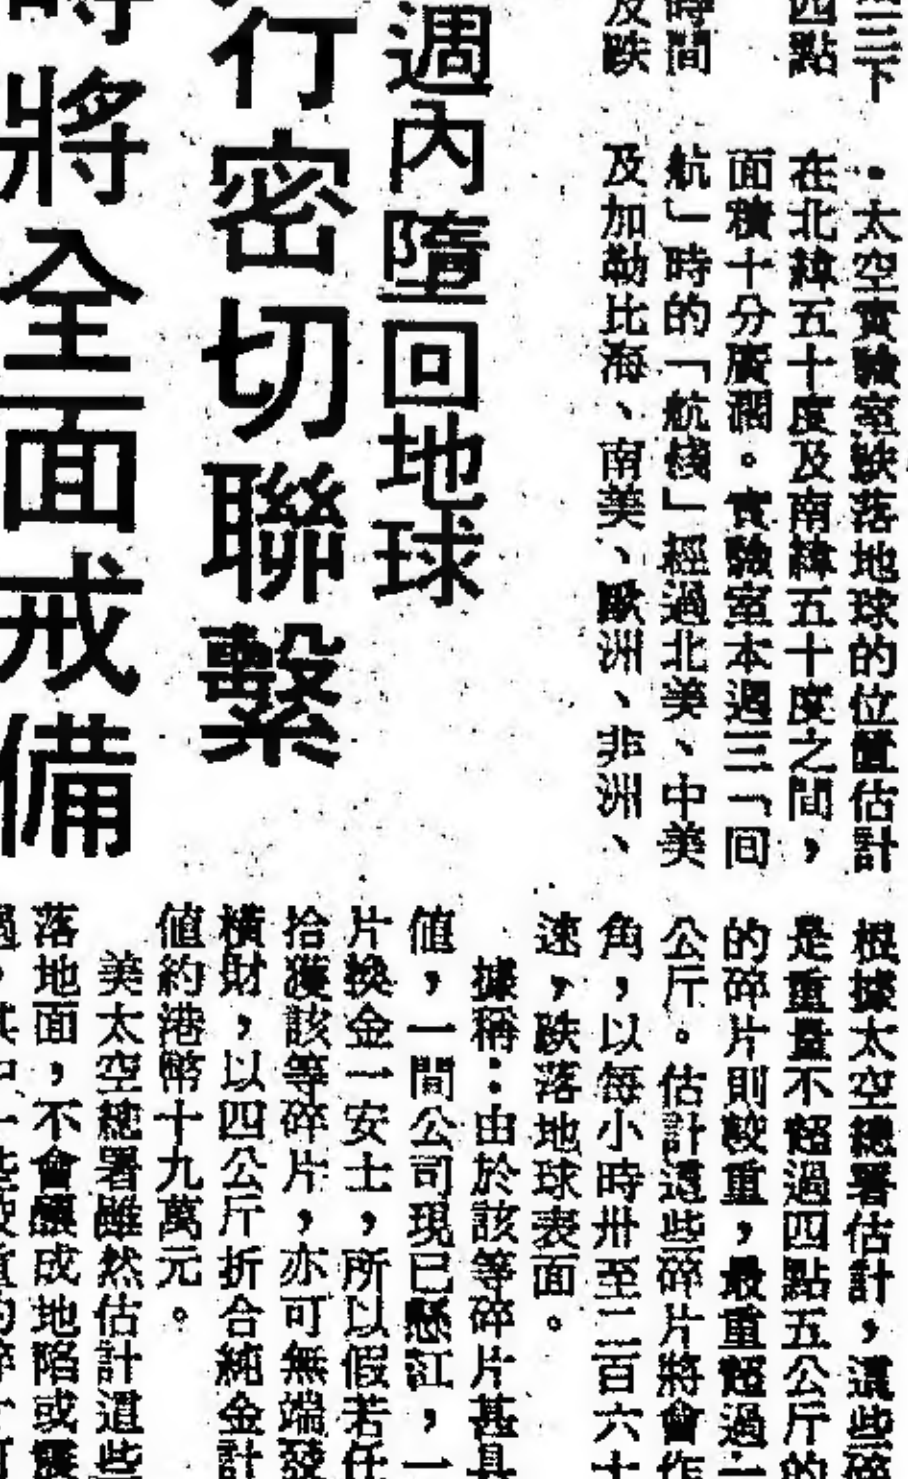 三下
四點
時間
及跌
・太空實驗室跌落地球的位置估計
在北緯五十度及南緯五十度之間，
面積十分廣濶。實驗室本週三「回
航」時的「航綫」經過北美、中美
及加勒比海、南美、歐洲、非洲、
週內墮回地球
行密切聯繫
時將全面戒備
根據太空總署估計，這些碎
是重量不超過四點五公斤的
的碎片則較重，最重超過二
公斤。估計這些碎片將會作
角，以每小時卅至二百六十
速，跌落地球表面。
據稱：由於該等碎片甚具
值，一間公司現已懸紅，一
片換金一安士，所以假若任
拾獲該等碎片，亦可無端發
橫財，以四公斤折合純金計
值約港幣十九萬元。
美太空總署雖然估計這些
落地面，不會釀成地陷或震